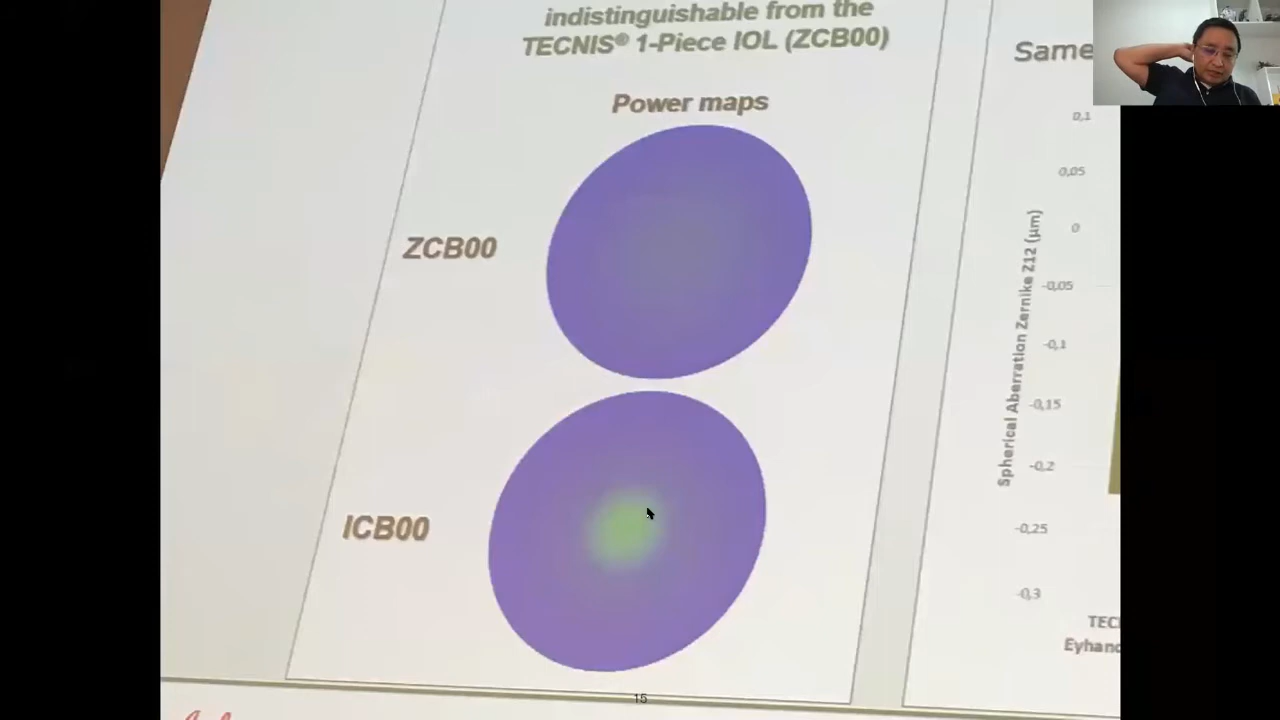 indistinguishable from the
TECNIS® 1-Piece IOL (ZCB00)
Power maps
ZCB00
ICB00
Same
Spherical Aberration Zernike Z12 (µm)
0,1
0,05
0
-0,05
-0,1
-0,15
-0,2
-0,25
-0,3
TEC
Eyhanc
15